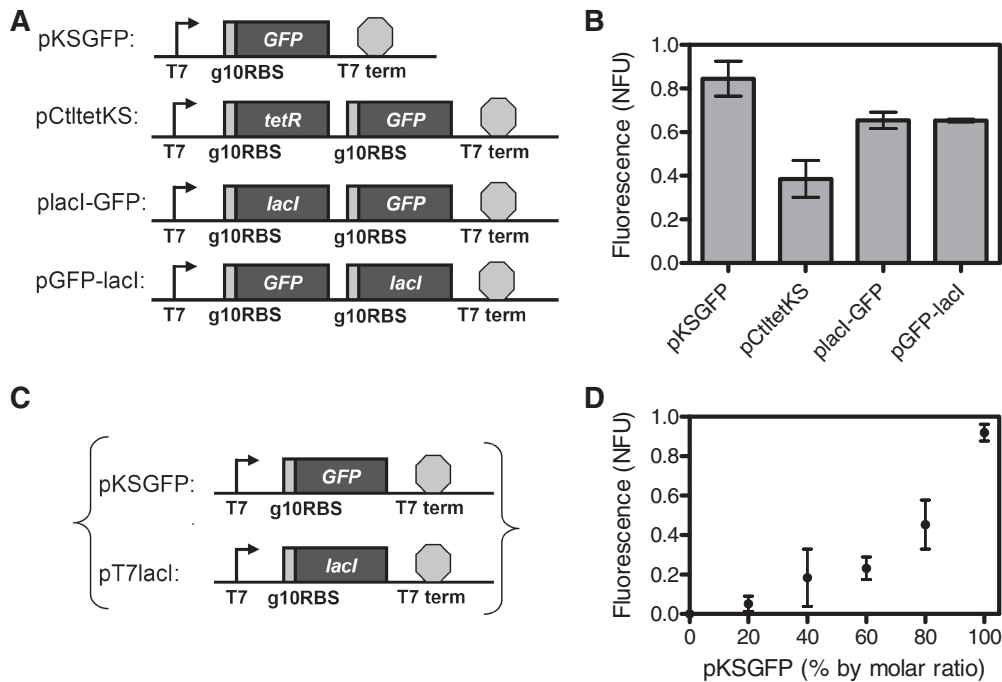 A
pKSGFP:
GFP
T7
g10RBS
T7 term
pCtltetKS:
tetR
GFP
T7
g10RBS
g10RBS
T7 term
placI-GFP:
lacI
GFP
T7
g10RBS
g10RBS
T7 term
pGFP-lacI:
GFP
lacI
T7
g10RBS
g10RBS
T7 term
B
Fluorescence (NFU)
1.0
0.8
0.6
0.4
0.2
0.0
pKSGFP
pCtltetKS
placI-GFP
pGFP-lacI
C
pKSGFP:
GFP
T7
g10RBS
T7 term
pT7lacI:
lacI
T7
g10RBS
T7 term
D
Fluorescence (NFU)
1.0
0.8
0.6
0.4
0.2
0.0
0 20 40 60 80 100
pKSGFP (% by molar ratio)